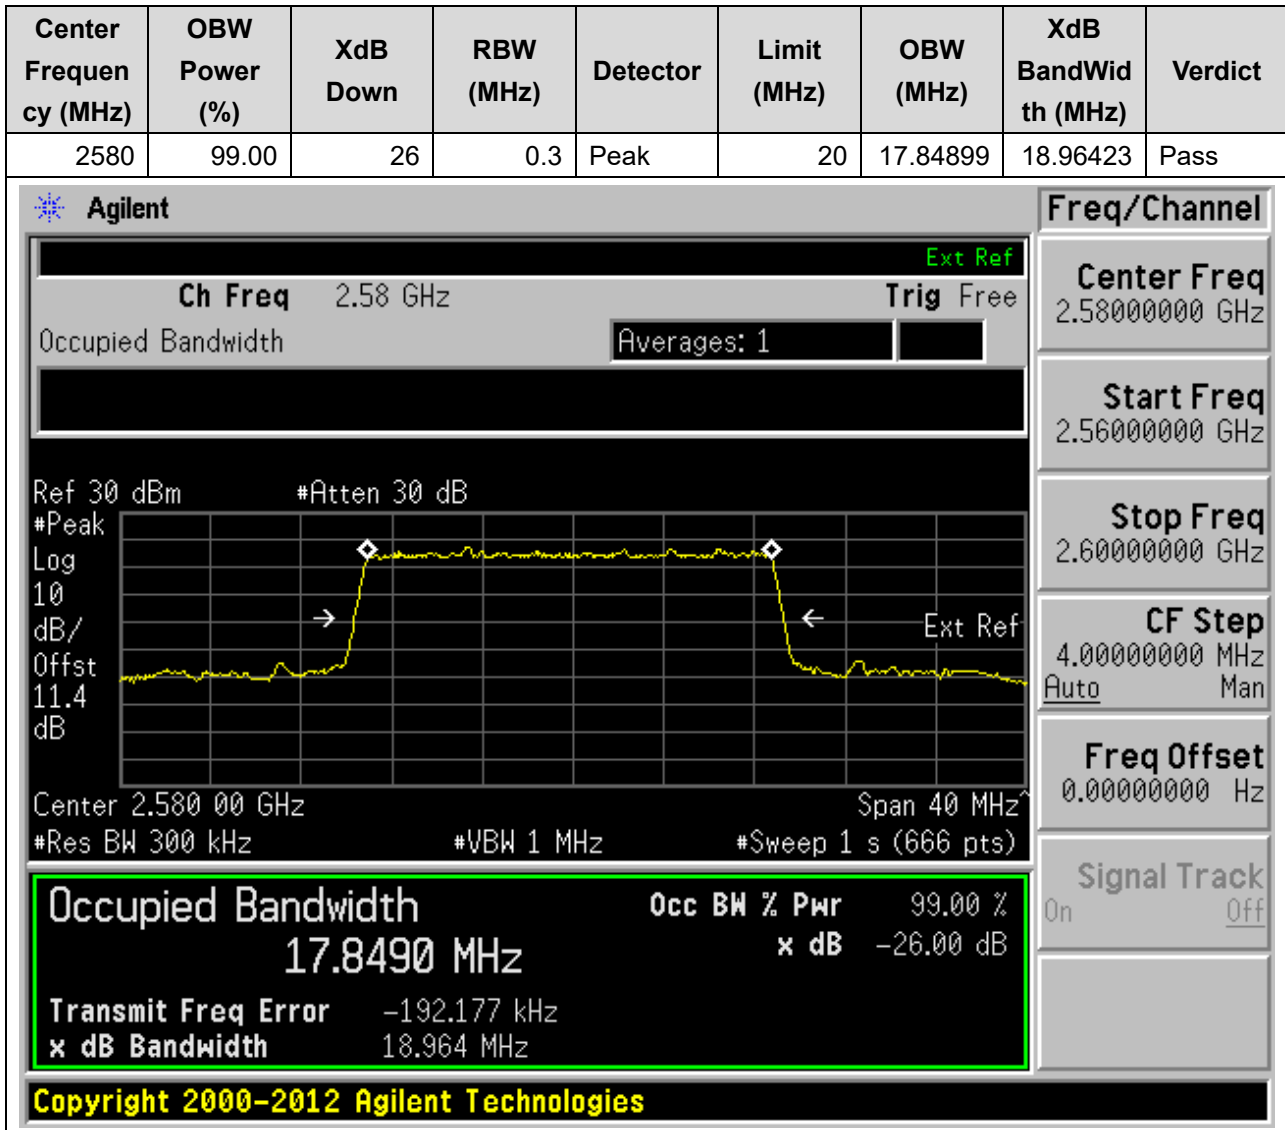 Center Frequency (MHz) OBW Power (%) XdB Down RBW (MHz) Detector Limit (MHz) OBW (MHz) XdB BandWidth (MHz) Verdict
2580 99.00 26 0.3 Peak 20 17.84899 18.96423 Pass
Agilent
Freq/Channel
Ext Ref
Ch Freq 2.58 GHz Trig Free
Occupied Bandwidth Averages: 1
Center Freq
2.58000000 GHz
Start Freq
2.56000000 GHz
Stop Freq
2.60000000 GHz
CF Step
4.00000000 MHz
Auto Man
Freq Offset
0.00000000 Hz
Signal Track
On Off
Ref 30 dBm #Atten 30 dB
#Peak
Log
10
dB/
Offst
11.4
dB
Ext Ref
Center 2.580 00 GHz Span 40 MHz^
#Res BW 300 kHz #VBW 1 MHz #Sweep 1 s (666 pts)
Occupied Bandwidth
17.8490 MHz
Occ BW % Pwr 99.00 %
x dB -26.00 dB
Transmit Freq Error -192.177 kHz
x dB Bandwidth 18.964 MHz
Copyright 2000-2012 Agilent Technologies